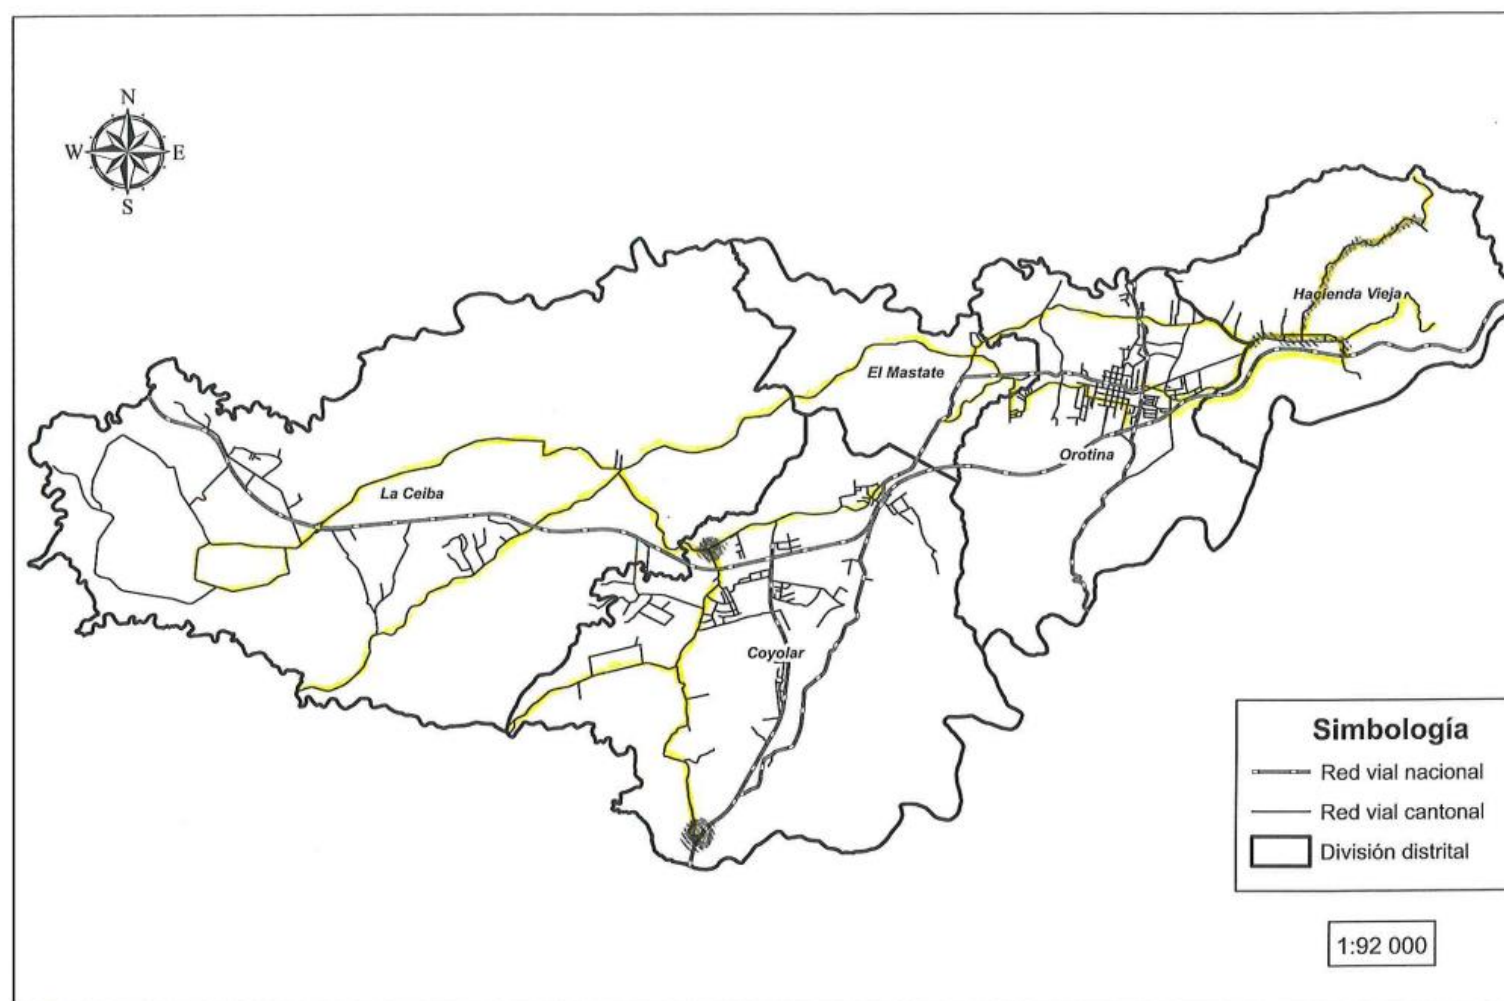 N
W E
S
Hacienda Vieja
El Mastate
Orotina
La Ceiba
Coyolar
Simbología
Red vial nacional
Red vial cantonal
División distrital
1:92 000